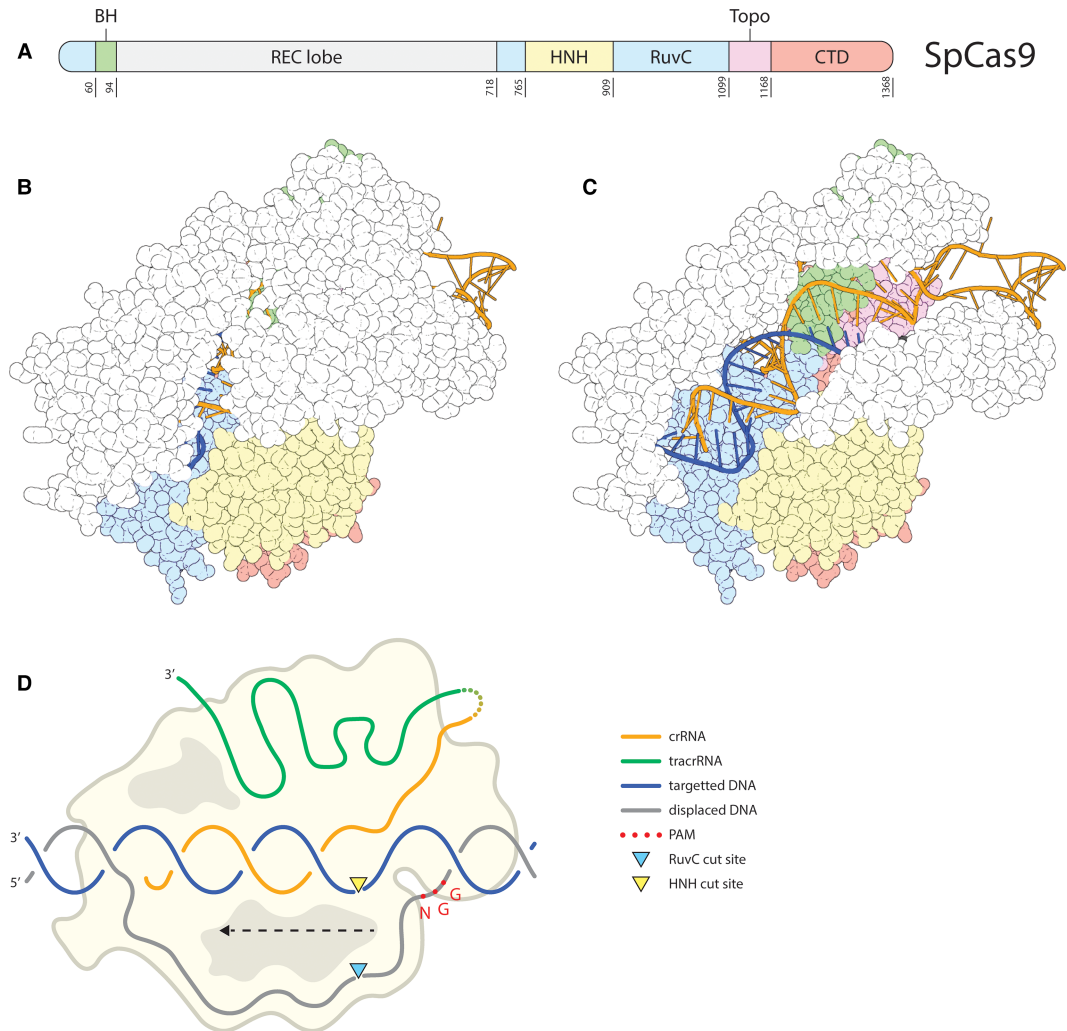 BH
Topo
A
REC lobe
HNH
RuvC
CTD
SpCas9
60
94
718
765
909
1099
1168
1368
B
C
D
3′
3′
5′
N
G
G
crRNA
tracrRNA
targetted DNA
displaced DNA
PAM
RuvC cut site
HNH cut site